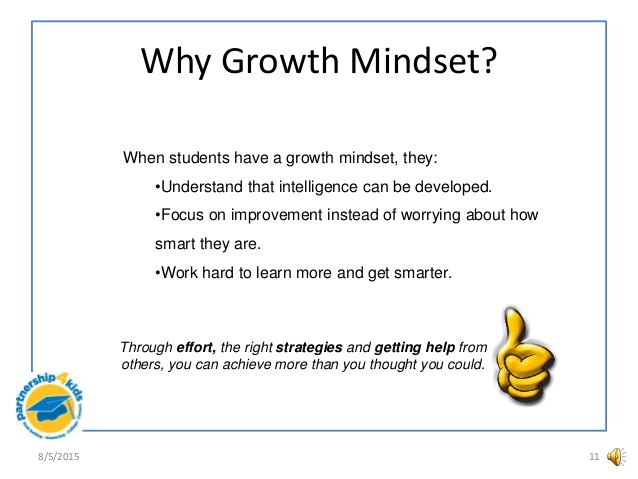 Why Growth Mindset?
When students have a growth mindset, they:
•Understand that intelligence can be developed.
•Focus on improvement instead of worrying about how
smart they are.
•Work hard to learn more and get smarter.
Through effort, the right strategies and getting help from
others, you can achieve more than you thought you could.
partnership4kids
8/5/2015
11